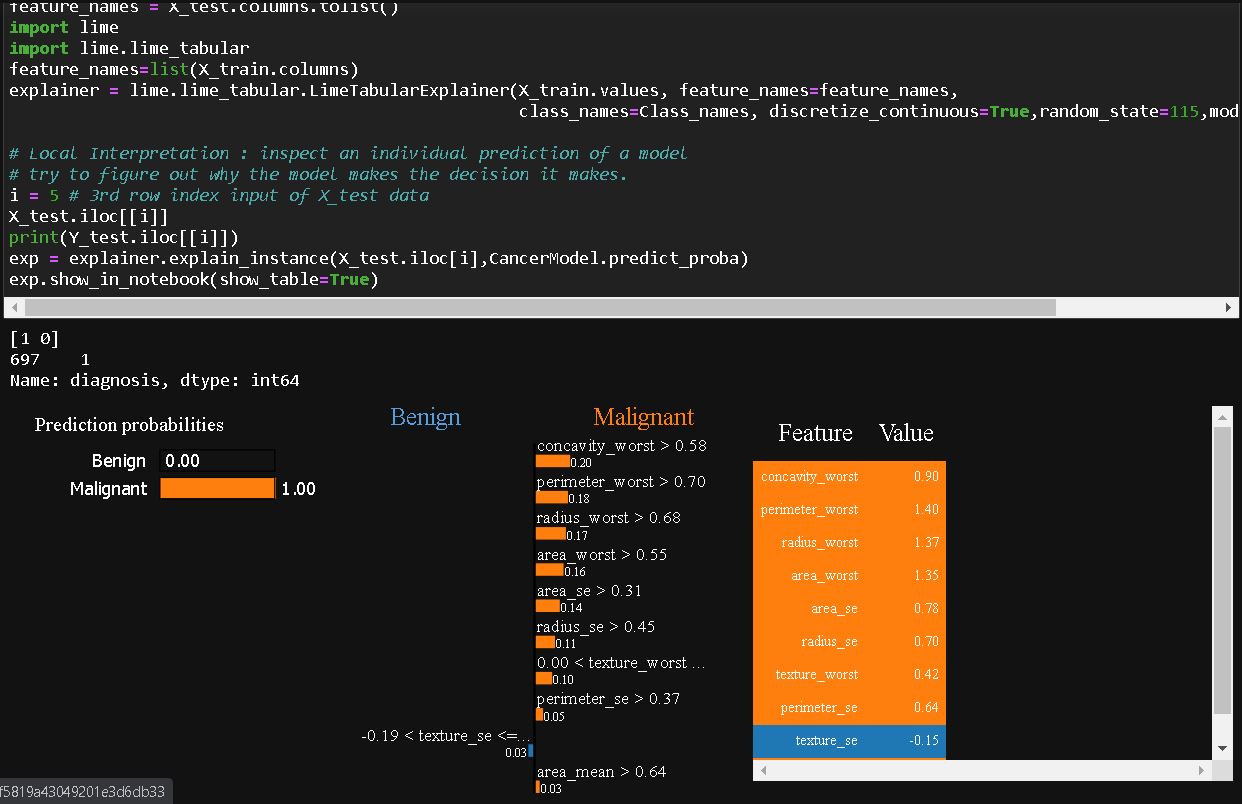 feature_names = X_test.columns.tolist()
import lime
import lime.lime_tabular
feature_names=list(X_train.columns)
explainer = lime.lime_tabular.LimeTabularExplainer(X_train.values, feature_names=feature_names,
class_names=Class_names, discretize_continuous=True,random_state=115,mod
# Local Interpretation : inspect an individual prediction of a model
# try to figure out why the model makes the decision it makes.
i = 5 # 3rd row index input of X_test data
X_test.iloc[[i]]
print(Y_test.iloc[[i]])
exp = explainer.explain_instance(X_test.iloc[i],CancerModel.predict_proba)
exp.show_in_notebook(show_table=True)
[1 0]
697    1
Name: diagnosis, dtype: int64
Prediction probabilities
Benign 0.00
Malignant 1.00
Benign Malignant
concavity_worst > 0.58
0.20
perimeter_worst > 0.70
0.18
radius_worst > 0.68
0.17
area_worst > 0.55
0.16
area_se > 0.31
0.14
radius_se > 0.45
0.11
0.00 < texture_worst ...
0.10
perimeter_se > 0.37
0.05
-0.19 < texture_se <=...
0.03
area_mean > 0.64
0.03
Feature Value
concavity_worst 0.90
perimeter_worst 1.40
radius_worst 1.37
area_worst 1.35
area_se 0.78
radius_se 0.70
texture_worst 0.42
perimeter_se 0.64
texture_se -0.15
f5819a43049201e3d6db33